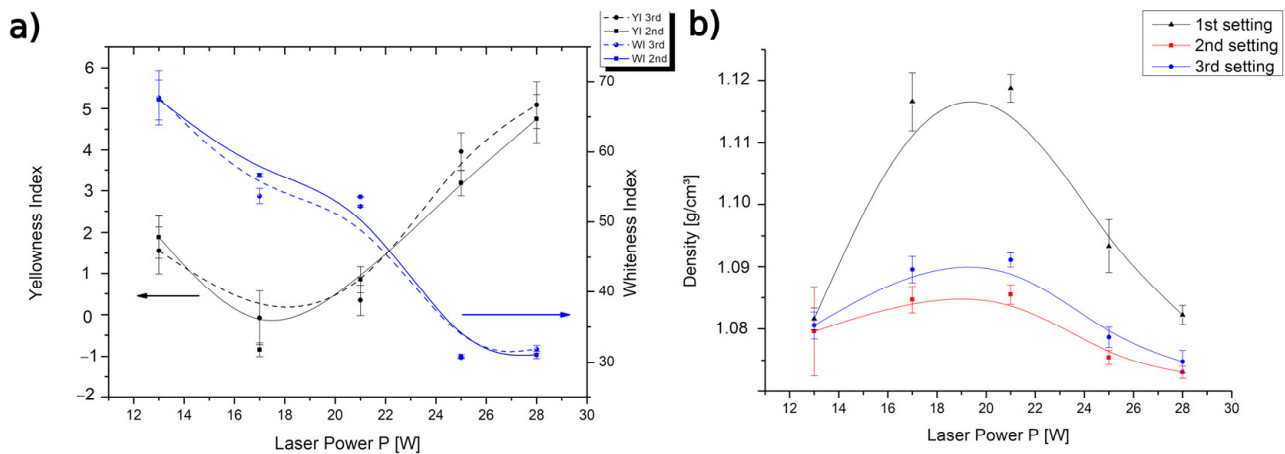 a)
YI 3rd
YI 2nd
WI 3rd
WI 2nd
6
5
4
3
2
1
0
−1
−2
Yellowness Index
70
60
50
40
30
Whiteness Index
12 14 16 18 20 22 24 26 28 30
Laser Power P [W]
b)
1st setting
2nd setting
3rd setting
1.12
1.11
1.10
1.09
1.08
Density [g/cm³]
12 14 16 18 20 22 24 26 28 30
Laser Power P [W]